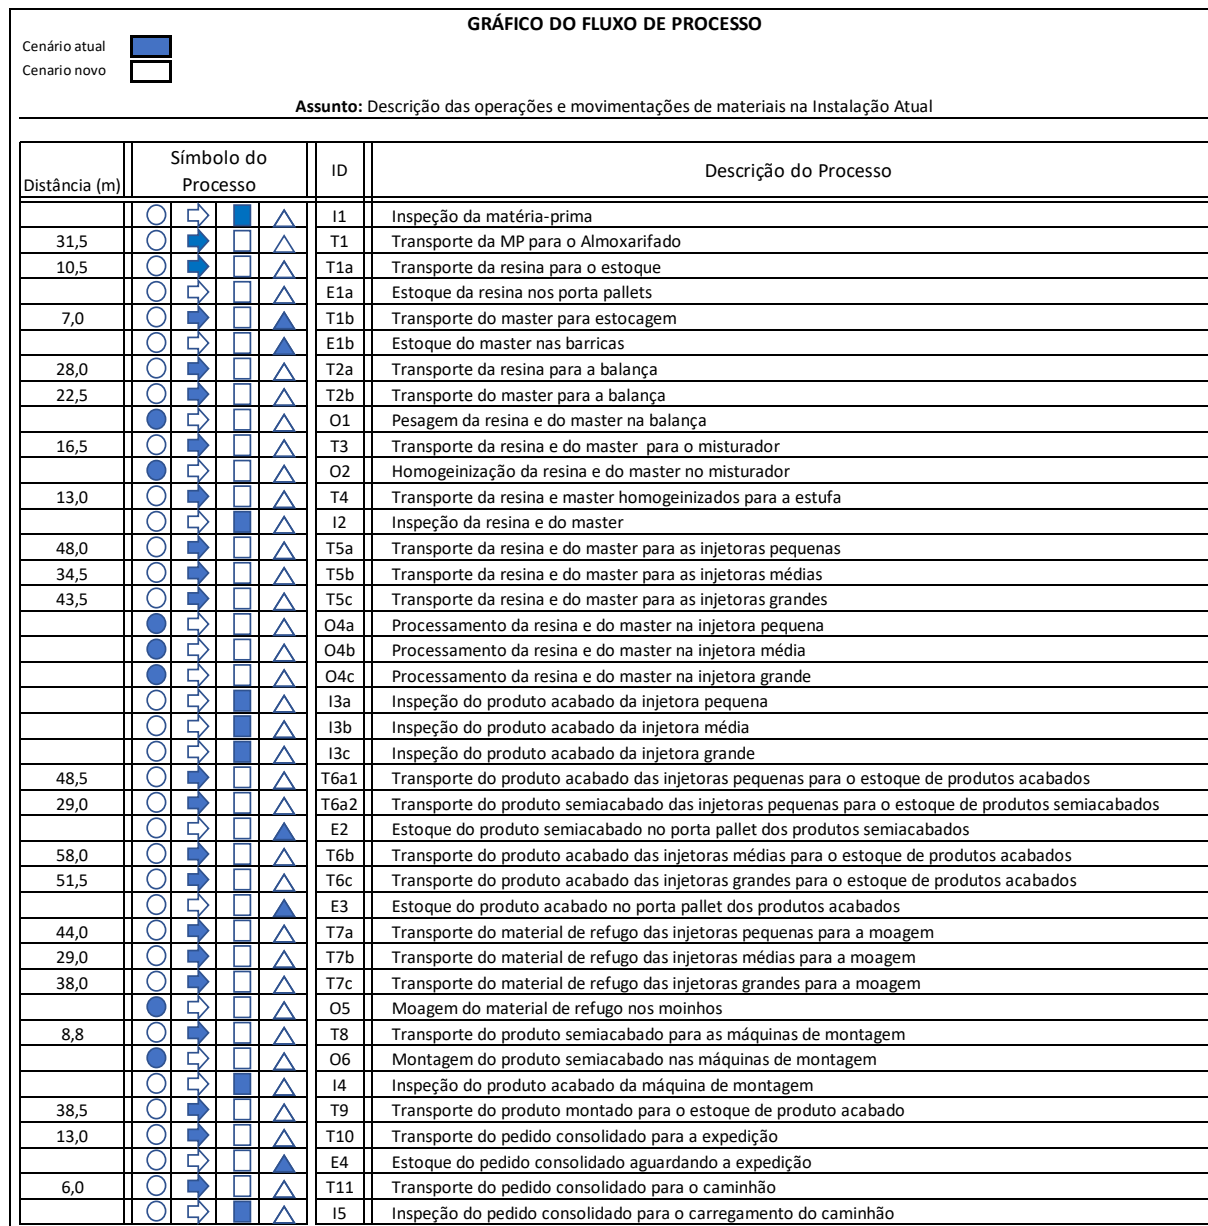 GRÁFICO DO FLUXO DE PROCESSO
Cenário atual
Cenario novo
Assunto: Descrição das operações e movimentações de materiais na Instalação Atual
Distância (m) Símbolo do Processo ID Descrição do Processo
I1 Inspeção da matéria-prima
31,5 T1 Transporte da MP para o Almoxarifado
10,5 T1a Transporte da resina para o estoque
E1a Estoque da resina nos porta pallets
7,0 T1b Transporte do master para estocagem
E1b Estoque do master nas barricas
28,0 T2a Transporte da resina para a balança
22,5 T2b Transporte do master para a balança
O1 Pesagem da resina e do master na balança
16,5 T3 Transporte da resina e do master para o misturador
O2 Homogeinização da resina e do master no misturador
13,0 T4 Transporte da resina e master homogeinizados para a estufa
I2 Inspeção da resina e do master
48,0 T5a Transporte da resina e do master para as injetoras pequenas
34,5 T5b Transporte da resina e do master para as injetoras médias
43,5 T5c Transporte da resina e do master para as injetoras grandes
O4a Processamento da resina e do master na injetora pequena
O4b Processamento da resina e do master na injetora média
O4c Processamento da resina e do master na injetora grande
I3a Inspeção do produto acabado da injetora pequena
I3b Inspeção do produto acabado da injetora média
I3c Inspeção do produto acabado da injetora grande
48,5 T6a1 Transporte do produto acabado das injetoras pequenas para o estoque de produtos acabados
29,0 T6a2 Transporte do produto semiacabado das injetoras pequenas para o estoque de produtos semiacabados
E2 Estoque do produto semiacabado no porta pallet dos produtos semiacabados
58,0 T6b Transporte do produto acabado das injetoras médias para o estoque de produtos acabados
51,5 T6c Transporte do produto acabado das injetoras grandes para o estoque de produtos acabados
E3 Estoque do produto acabado no porta pallet dos produtos acabados
44,0 T7a Transporte do material de refugo das injetoras pequenas para a moagem
29,0 T7b Transporte do material de refugo das injetoras médias para a moagem
38,0 T7c Transporte do material de refugo das injetoras grandes para a moagem
O5 Moagem do material de refugo nos moinhos
8,8 T8 Transporte do produto semiacabado para as máquinas de montagem
O6 Montagem do produto semiacabado nas máquinas de montagem
I4 Inspeção do produto acabado da máquina de montagem
38,5 T9 Transporte do produto montado para o estoque de produto acabado
13,0 T10 Transporte do pedido consolidado para a expedição
E4 Estoque do pedido consolidado aguardando a expedição
6,0 T11 Transporte do pedido consolidado para o caminhão
I5 Inspeção do pedido consolidado para o carregamento do caminhão